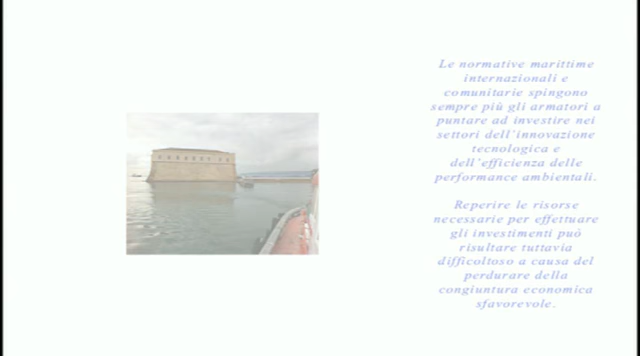 Le normative marittime
internazionali e
comunitarie spingono
sempre più gli armatori a
puntare ad investire nei
settori dell'innovazione
tecnologica e
dell'efficienza delle
performance ambientali.
Reperire le risorse
necessarie per effettuare
gli investimenti può
risultare tuttavia
difficoltoso a causa del
perdurare della
congiuntura economica
sfavorevole.